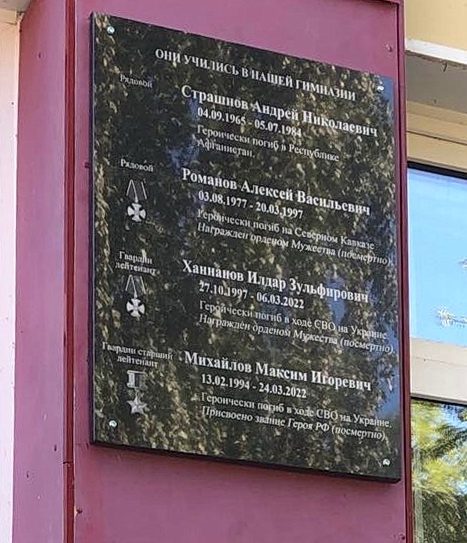 ОНИ УЧИЛИСЬ В НАШЕЙ ГИМНАЗИИ
Рядовой
Страшнов Андрей Николаевич
04.09.1965 - 05.07.1984
Героически погиб в Республике
Афганистан.
Рядовой
Романов Алексей Васильевич
03.08.1977 - 20.03.1997
Героически погиб на Северном Кавказе
Награжден орденом Мужества (посмертно)
Гвардии
лейтенант
Ханнанов Илдар Зульфирович
27.10.1997 - 06.03.2022
Героически погиб в ходе СВО на Украине
Награжден орденом Мужества (посмертно)
Гвардии старший
лейтенант
Михайлов Максим Игоревич
13.02.1994 - 24.03.2022
Героически погиб в ходе СВО на Украине.
Присвоено звание Героя РФ (посмертно)